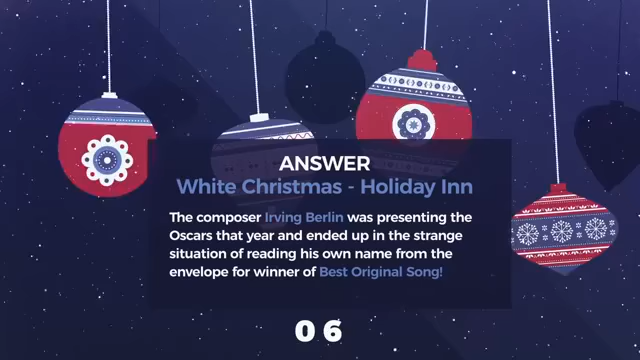 ANSWER
White Christmas - Holiday Inn
The composer Irving Berlin was presenting the
Oscars that year and ended up in the strange
situation of reading his own name from the
envelope for winner of Best Original Song!
06